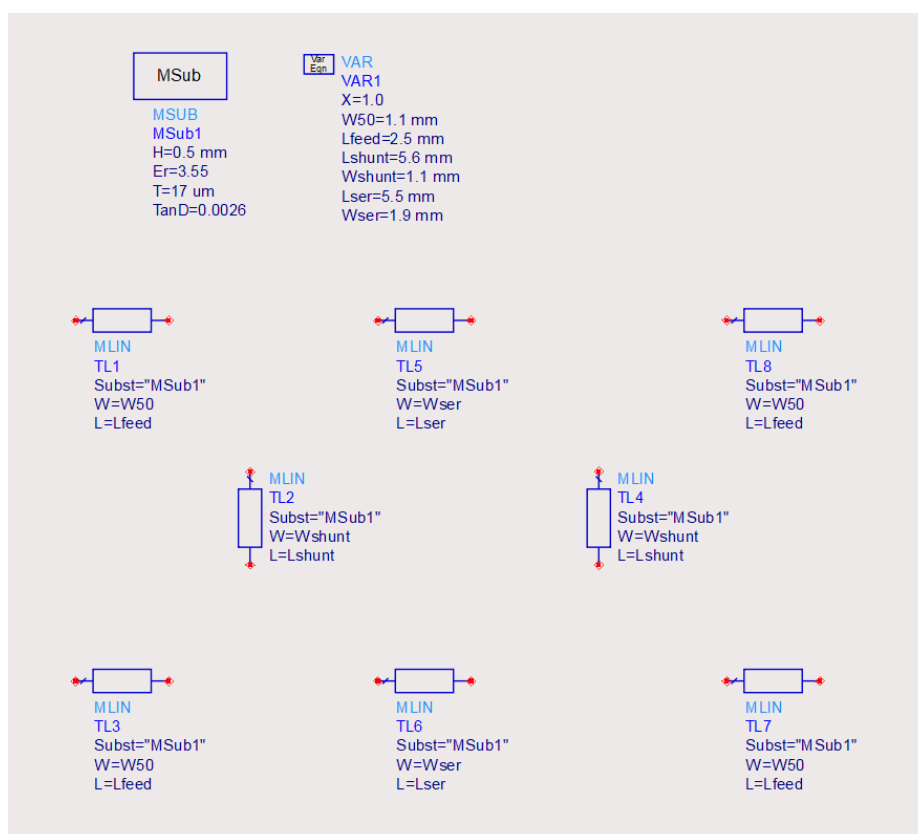 MSub
MSUB
MSub1
H=0.5 mm
Er=3.55
T=17 um
TanD=0.0026
Var
Eqn
VAR
VAR1
X=1.0
W50=1.1 mm
Lfeed=2.5 mm
Lshunt=5.6 mm
Wshunt=1.1 mm
Lser=5.5 mm
Wser=1.9 mm
MLIN
TL1
Subst="MSub1"
W=W50
L=Lfeed
MLIN
TL5
Subst="MSub1"
W=Wser
L=Lser
MLIN
TL8
Subst="MSub1"
W=W50
L=Lfeed
MLIN
TL2
Subst="MSub1"
W=Wshunt
L=Lshunt
MLIN
TL4
Subst="MSub1"
W=Wshunt
L=Lshunt
MLIN
TL3
Subst="MSub1"
W=W50
L=Lfeed
MLIN
TL6
Subst="MSub1"
W=Wser
L=Lser
MLIN
TL7
Subst="MSub1"
W=W50
L=Lfeed